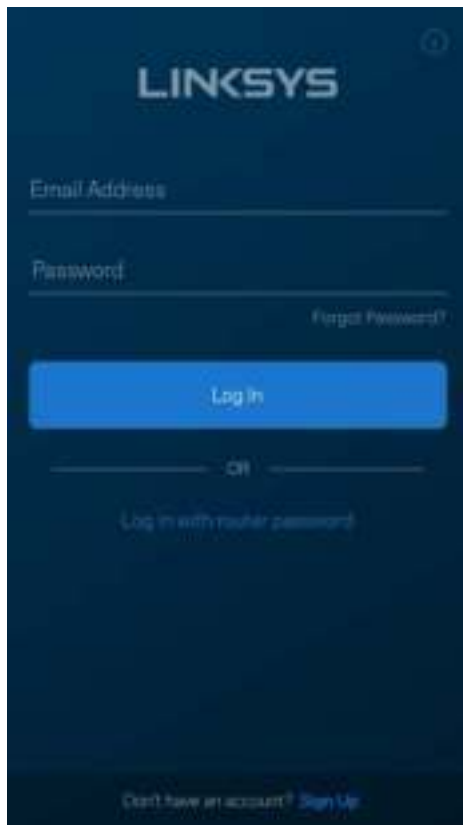 LINKSYS
Email Address
Password
Forgot Password?
Log In
OR
Log in with router password
Don't have an account? Sign Up